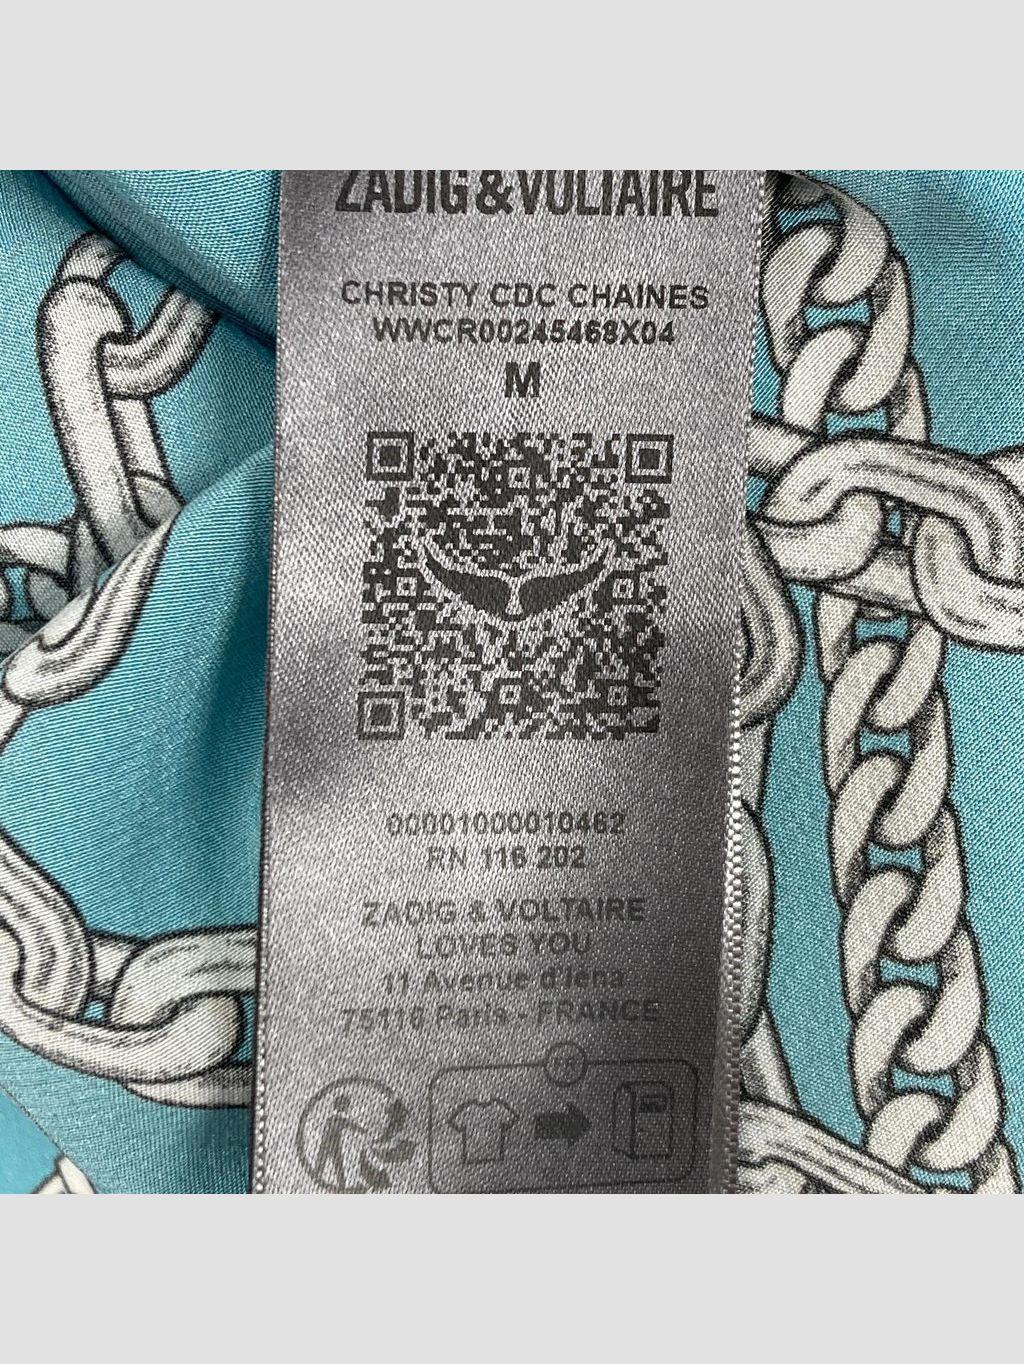 ZADIG&VOLTAIRE
CHRISTY CDC CHAINES
WWCR00245468X04
M
00001000010462
RN 116.202
ZADIG & VOLTAIRE
LOVES YOU
11 Avenue d'Iena
75116 Paris - FRANCE